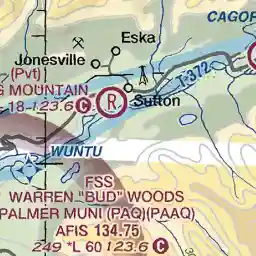 CAGOF
Eska
Jonesville
(Pvt)
G MOUNTAIN
- 18-123.6 C
R
Sutton
T-372
WUNTU
FSS
WARREN "BUD" WOODS
PALMER MUNI (PAQ)(PAAQ)
AFIS 134.75
249 *L 60 123.6 C